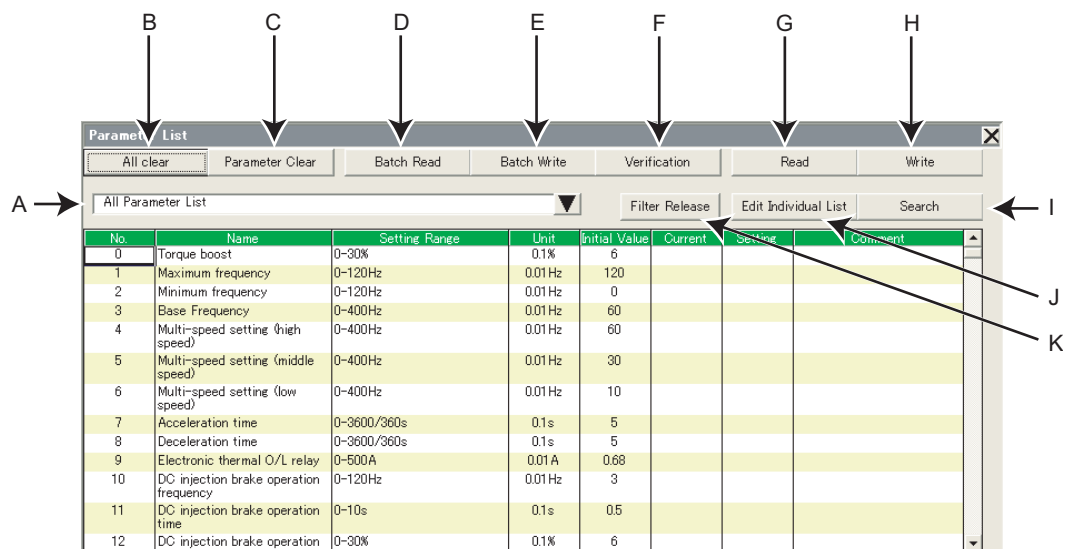 B C D E F G H
Parameter List
All clear Parameter Clear Batch Read Batch Write Verification Read Write
A All Parameter List Filter Release Edit Individual List Search I
No. Name Setting Range Unit Initial Value Current Setting Comment
0 Torque boost 0-30% 0.1% 6
1 Maximum frequency 0-120Hz 0.01Hz 120
2 Minimum frequency 0-120Hz 0.01Hz 0
J
3 Base Frequency 0-400Hz 0.01Hz 60
4 Multi-speed setting (high 0-400Hz 0.01Hz 60
speed)
K
5 Multi-speed setting (middle 0-400Hz 0.01Hz 30
speed)
6 Multi-speed setting (low 0-400Hz 0.01Hz 10
speed)
7 Acceleration time 0-3600/360s 0.1s 5
8 Deceleration time 0-3600/360s 0.1s 5
9 Electronic thermal O/L relay 0-500A 0.01A 0.68
10 DC injection brake operation 0-120Hz 0.01Hz 3
frequency
11 DC injection brake operation 0-10s 0.1s 0.5
time
12 DC injection brake operation 0-30% 0.1% 6